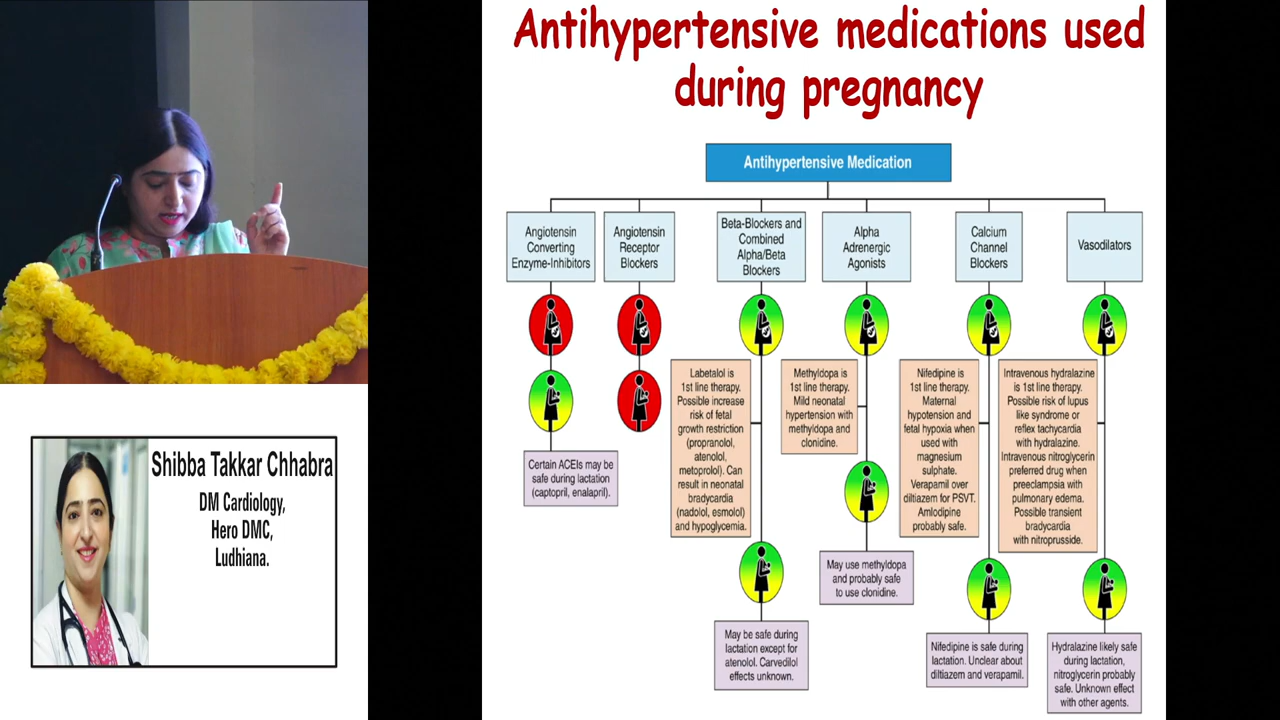 Antihypertensive medications used
during pregnancy
Antihypertensive Medication
Angiotensin
Converting
Enzyme-Inhibitors
Angiotensin
Receptor
Blockers
Beta-Blockers and
Combined
Alpha/Beta
Blockers
Alpha
Adrenergic
Agonists
Calcium
Channel
Blockers
Vasodilators
Certain ACEIs may be
safe during lactation
(captopril, enalapril).
Labetalol is
1st line therapy.
Possible increase
risk of fetal
growth restriction
(propranolol,
atenolol,
metoprolol). Can
result in neonatal
bradycardia
(nadolol, esmolol)
and hypoglycemia.
May be safe during
lactation except for
atenolol. Carvedilol
effects unknown.
Methyldopa is
1st line therapy.
Mild neonatal
hypertension with
methyldopa and
clonidine.
May use methyldopa
and probably safe
to use clonidine.
Nifedipine is
1st line therapy.
Maternal
hypotension and
fetal hypoxia when
used with
magnesium
sulphate.
Verapamil over
diltiazem for PSVT.
Amlodipine
probably safe.
Nifedipine is safe during
lactation. Unclear about
diltiazem and verapamil.
Intravenous hydralazine
is 1st line therapy.
Possible risk of lupus
like syndrome or
reflex tachycardia
with hydralazine.
Intravenous nitroglycerin
preferred drug when
preeclampsia with
pulmonary edema.
Possible transient
bradycardia
with nitroprusside.
Hydralazine likely safe
during lactation,
nitroglycerin probably
safe. Unknown effect
with other agents.
Shibba Takkar Chhabra
DM Cardiology,
Hero DMC,
Ludhiana.